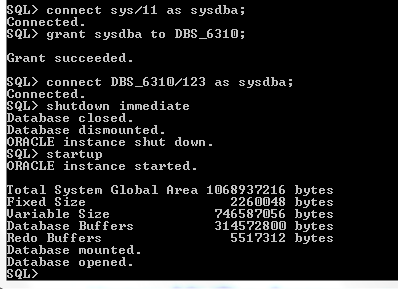 SQL> connect sys/11 as sysdba;
Connected.
SQL> grant sysdba to DBS_6310;
Grant succeeded.
SQL> connect DBS_6310/123 as sysdba;
Connected.
SQL> shutdown immediate
Database closed.
Database dismounted.
ORACLE instance shut down.
SQL> startup
ORACLE instance started.
Total System Global Area 1068937216 bytes
Fixed Size 2260048 bytes
Variable Size 746587056 bytes
Database Buffers 314572800 bytes
Redo Buffers 5517312 bytes
Database mounted.
Database opened.
SQL>